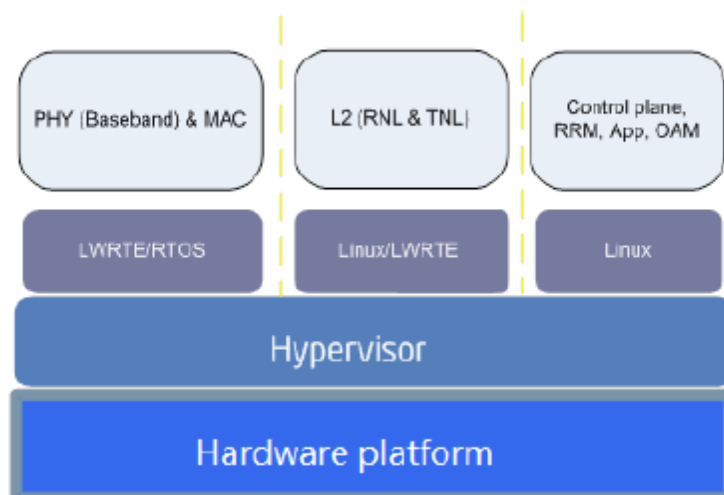 PHY (Baseband) & MAC
L2 (RNL & TNL)
Control plane,
RRM, App, OAM
LWRTE/RTOS
Linux/LWRTE
Linux
Hypervisor
Hardware platform